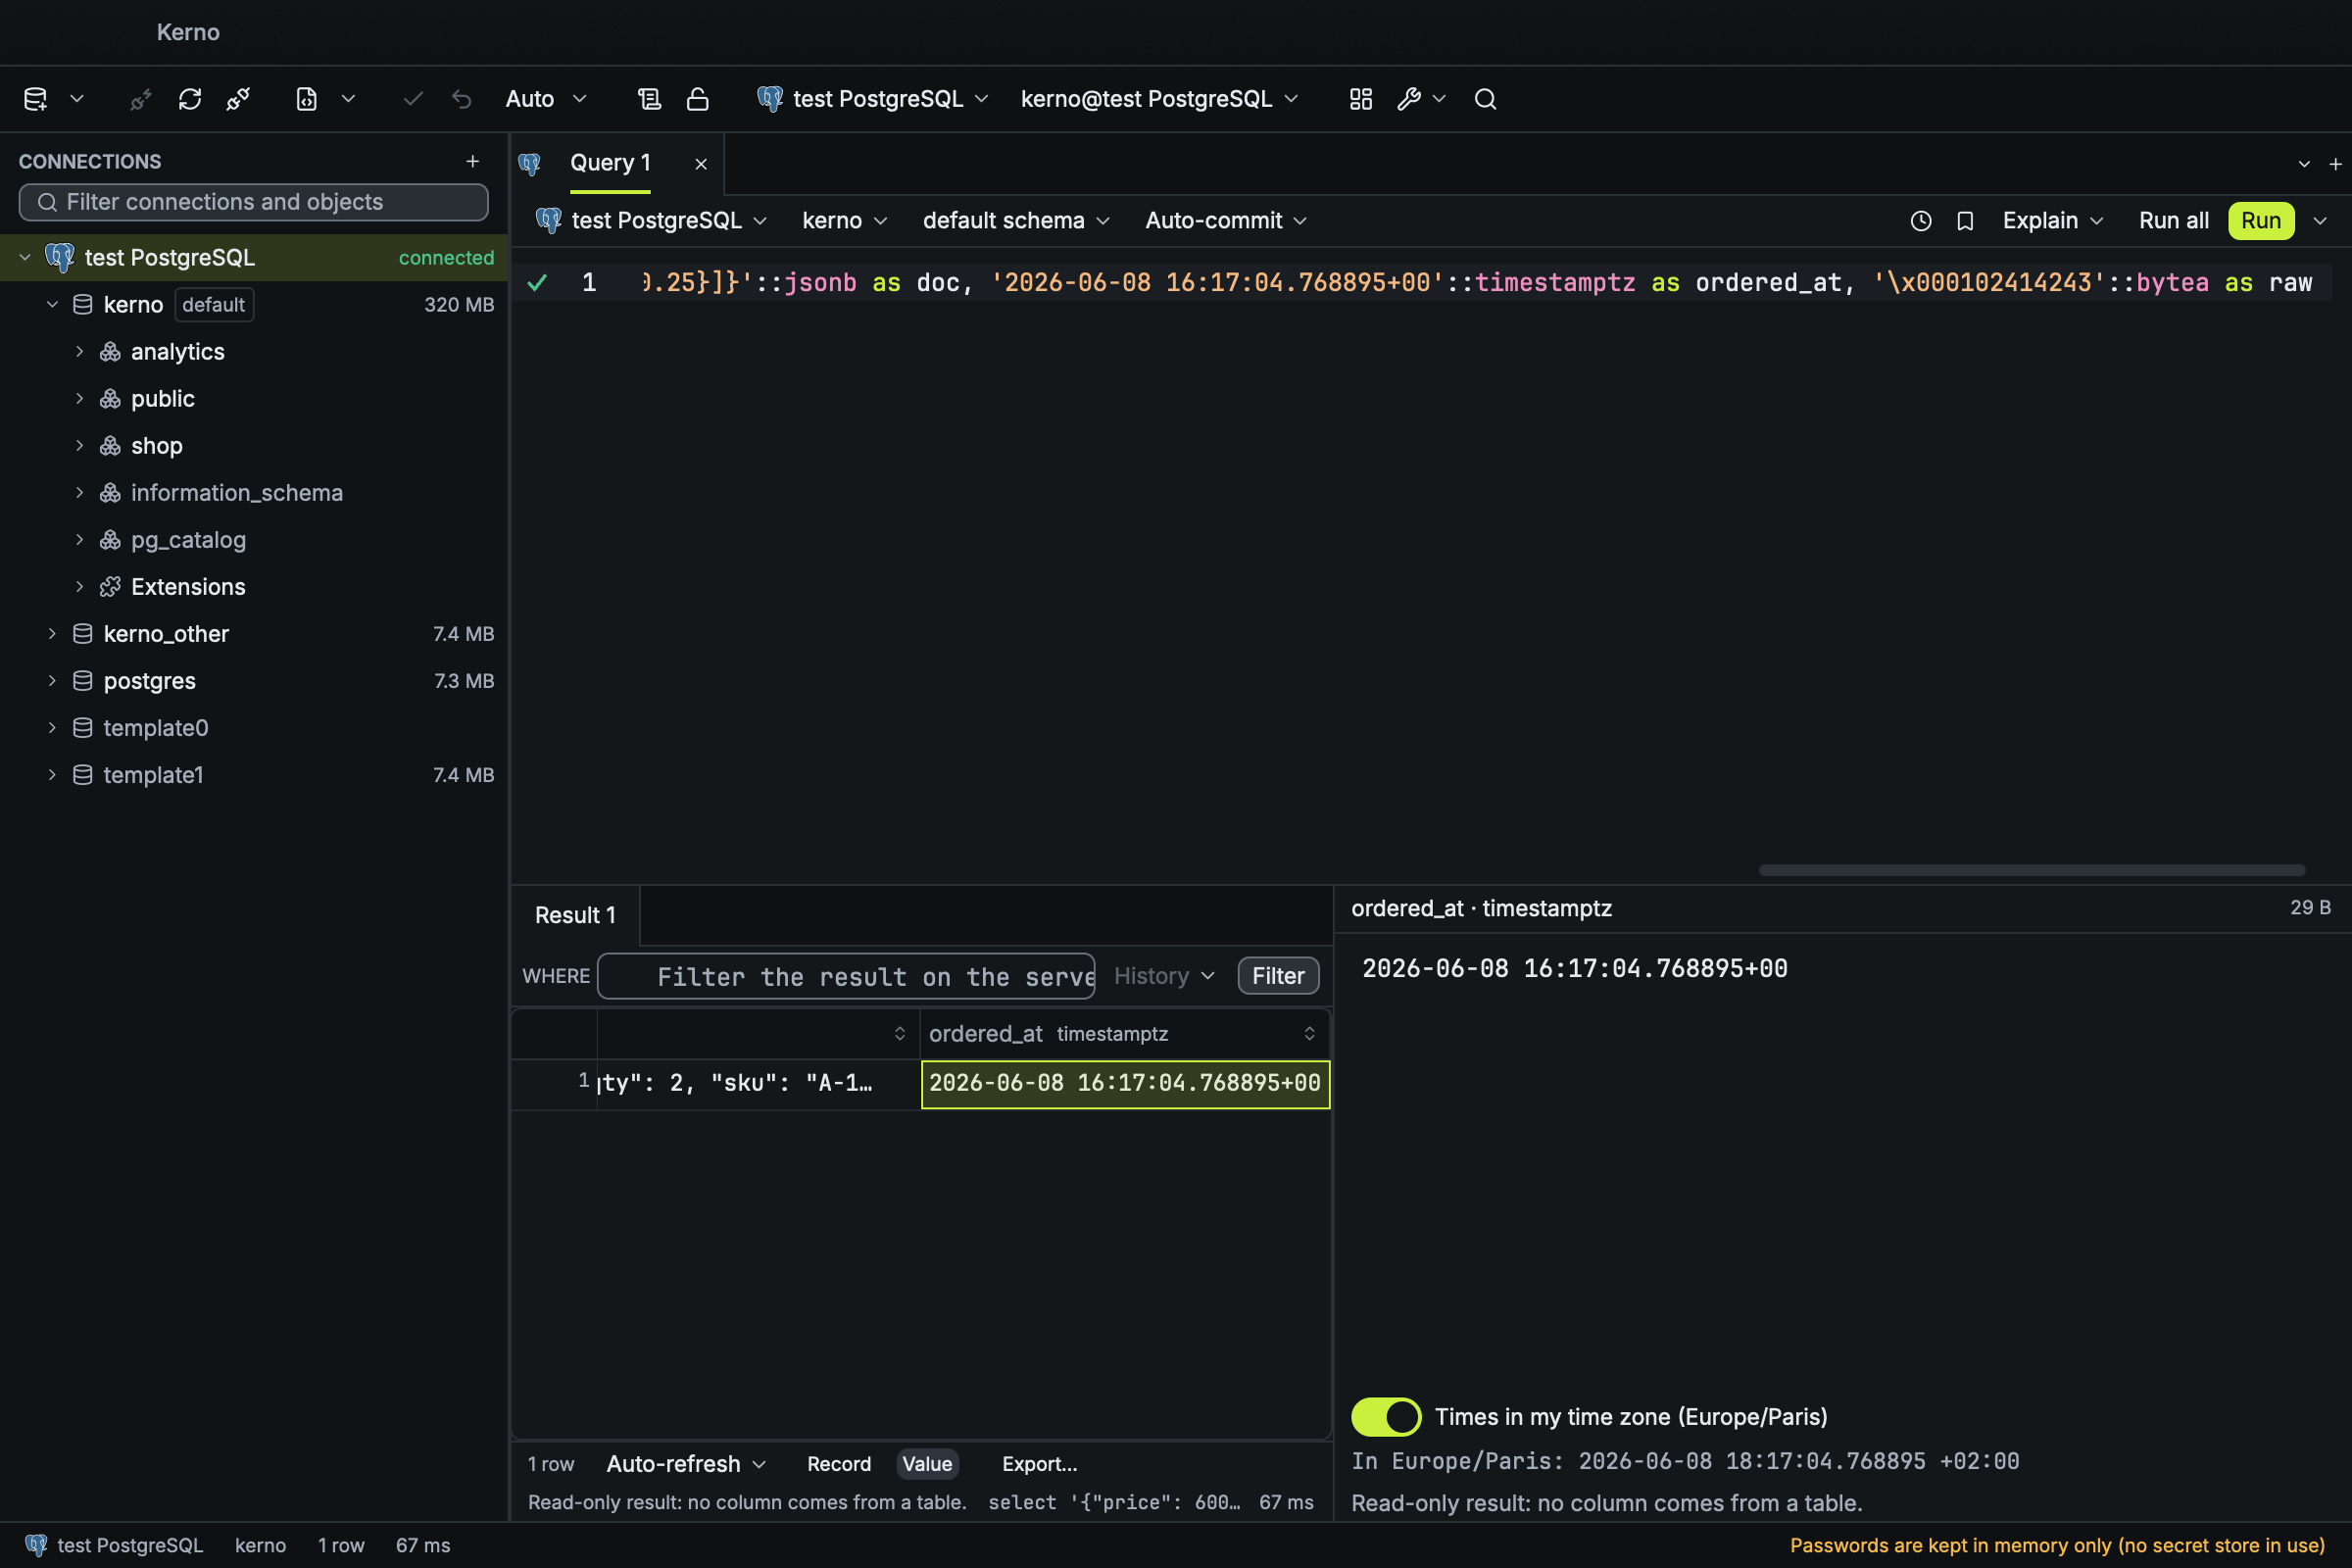 Kerno
Auto
test PostgreSQL
kerno@test PostgreSQL
CONNECTIONS
Filter connections and objects
test PostgreSQL connected
kerno default 320 MB
analytics
public
shop
information_schema
pg_catalog
Extensions
kerno_other 7.4 MB
postgres 7.3 MB
template0
template1 7.4 MB
Query 1
test PostgreSQL kerno default schema Auto-commit Explain Run all Run
1 0.25}]}'::jsonb as doc, '2026-06-08 16:17:04.768895+00'::timestamptz as ordered_at, '\x000102414243'::bytea as raw
Result 1
WHERE Filter the result on the serve History Filter
ordered_at timestamptz
1 qty": 2, "sku": "A-1… 2026-06-08 16:17:04.768895+00
1 row Auto-refresh Record Value Export...
Read-only result: no column comes from a table. select '{"price": 600… 67 ms
ordered_at · timestamptz 29 B
2026-06-08 16:17:04.768895+00
Times in my time zone (Europe/Paris)
In Europe/Paris: 2026-06-08 18:17:04.768895 +02:00
Read-only result: no column comes from a table.
test PostgreSQL kerno 1 row 67 ms
Passwords are kept in memory only (no secret store in use)